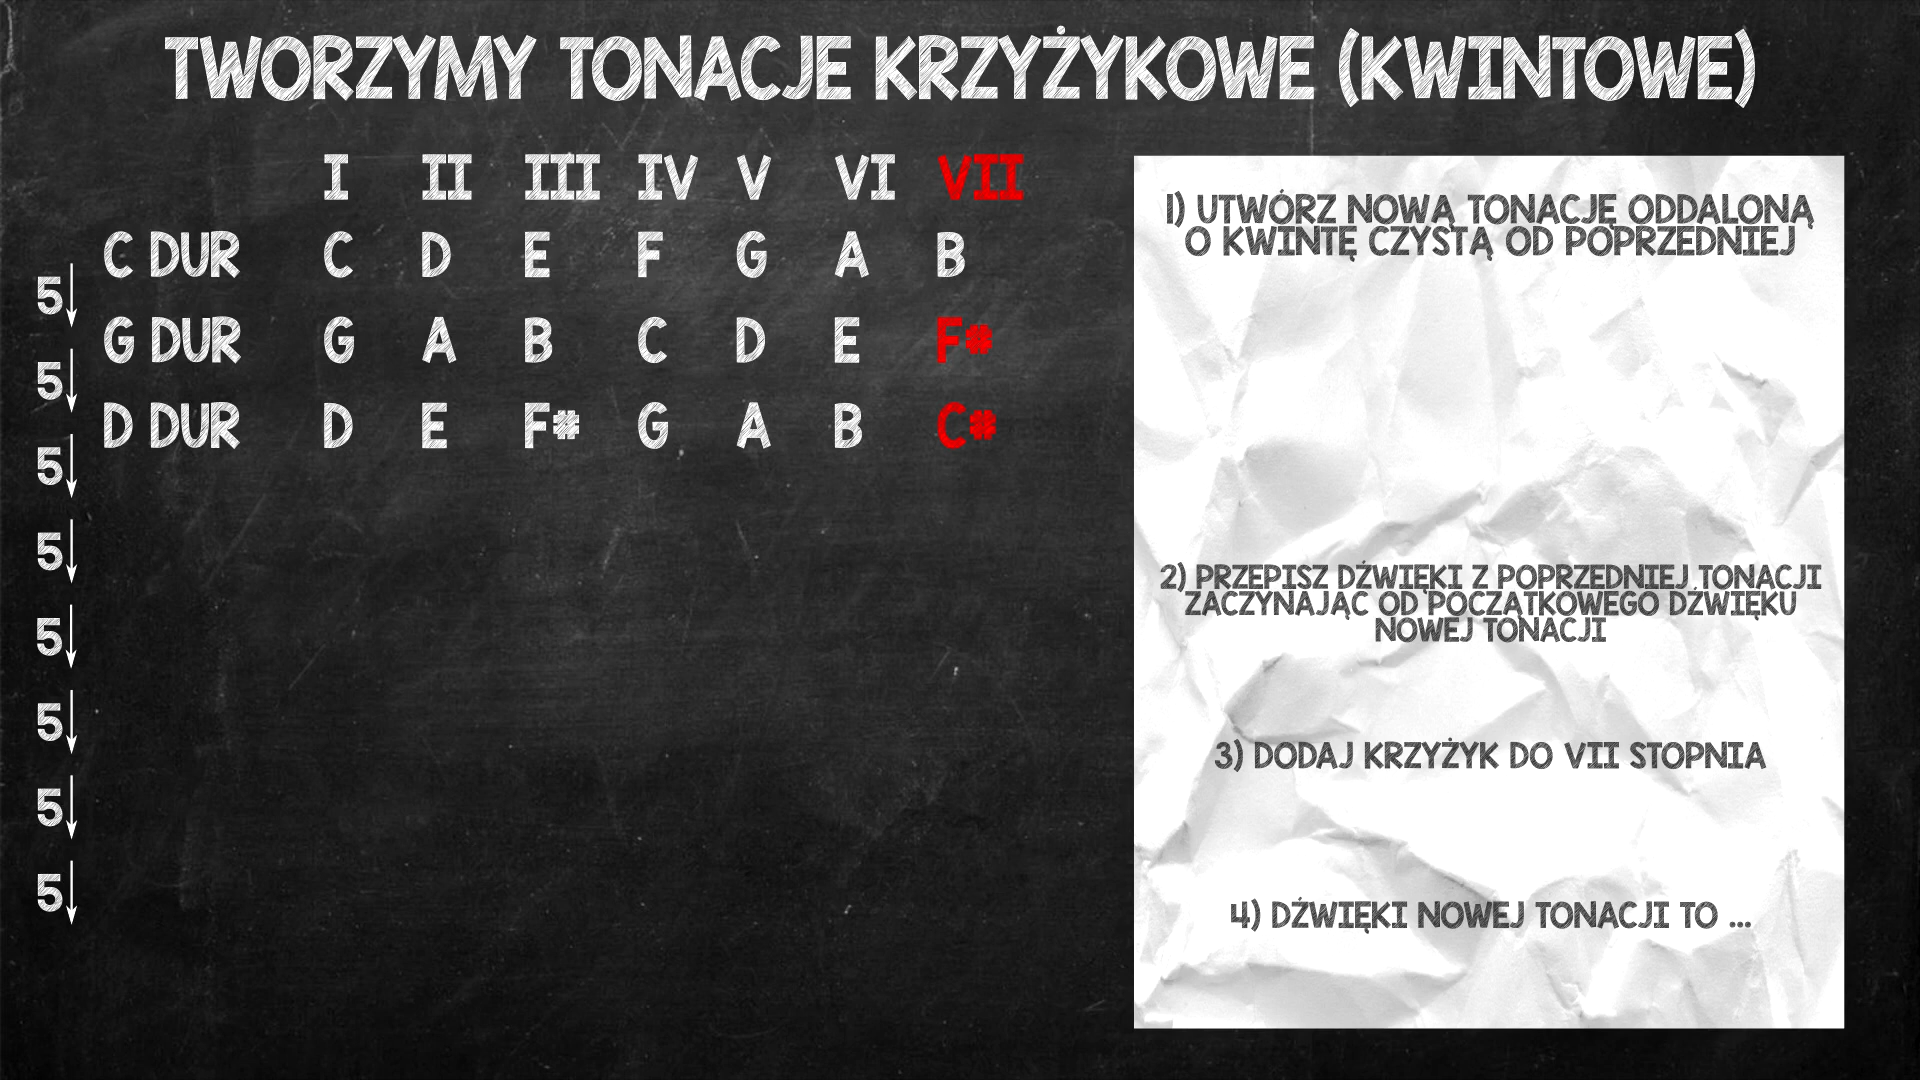 TWORZYMY TONACJE KRZYŻYKOWE (KWINTOWE)
I II III IV V VI VII
C DUR C D E F G A B
5
G DUR G A B C D E F#
5
D DUR D E F# G A B C#
5
5
5
5
5
5
1) UTWÓRZ NOWĄ TONACJĘ ODDALONĄ
O KWINTĘ CZYSTĄ OD POPRZEDNIEJ
2) PRZEPISZ DŹWIĘKI Z POPRZEDNIEJ TONACJI
ZACZYNAJĄC OD POCZĄTKOWEGO DŹWIĘKU
NOWEJ TONACJI
3) DODAJ KRZYŻYK DO VII STOPNIA
4) DŹWIĘKI NOWEJ TONACJI TO ...